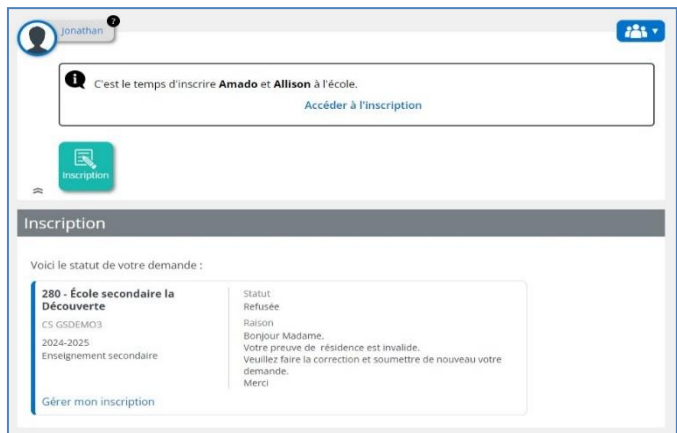 Jonathan
7
C'est le temps d'inscrire Amado et Allison à l'école.
Accéder à l'inscription
Inscription
Inscription
Voici le statut de votre demande :
280 - École secondaire la
Découverte
CS GSDEMO3
2024-2025
Enseignement secondaire
Gérer mon inscription
Statut
Refusée
Raison
Bonjour Madame,
Votre preuve de résidence est invalide.
Veuillez faire la correction et soumettre de nouveau votre
demande.
Merci